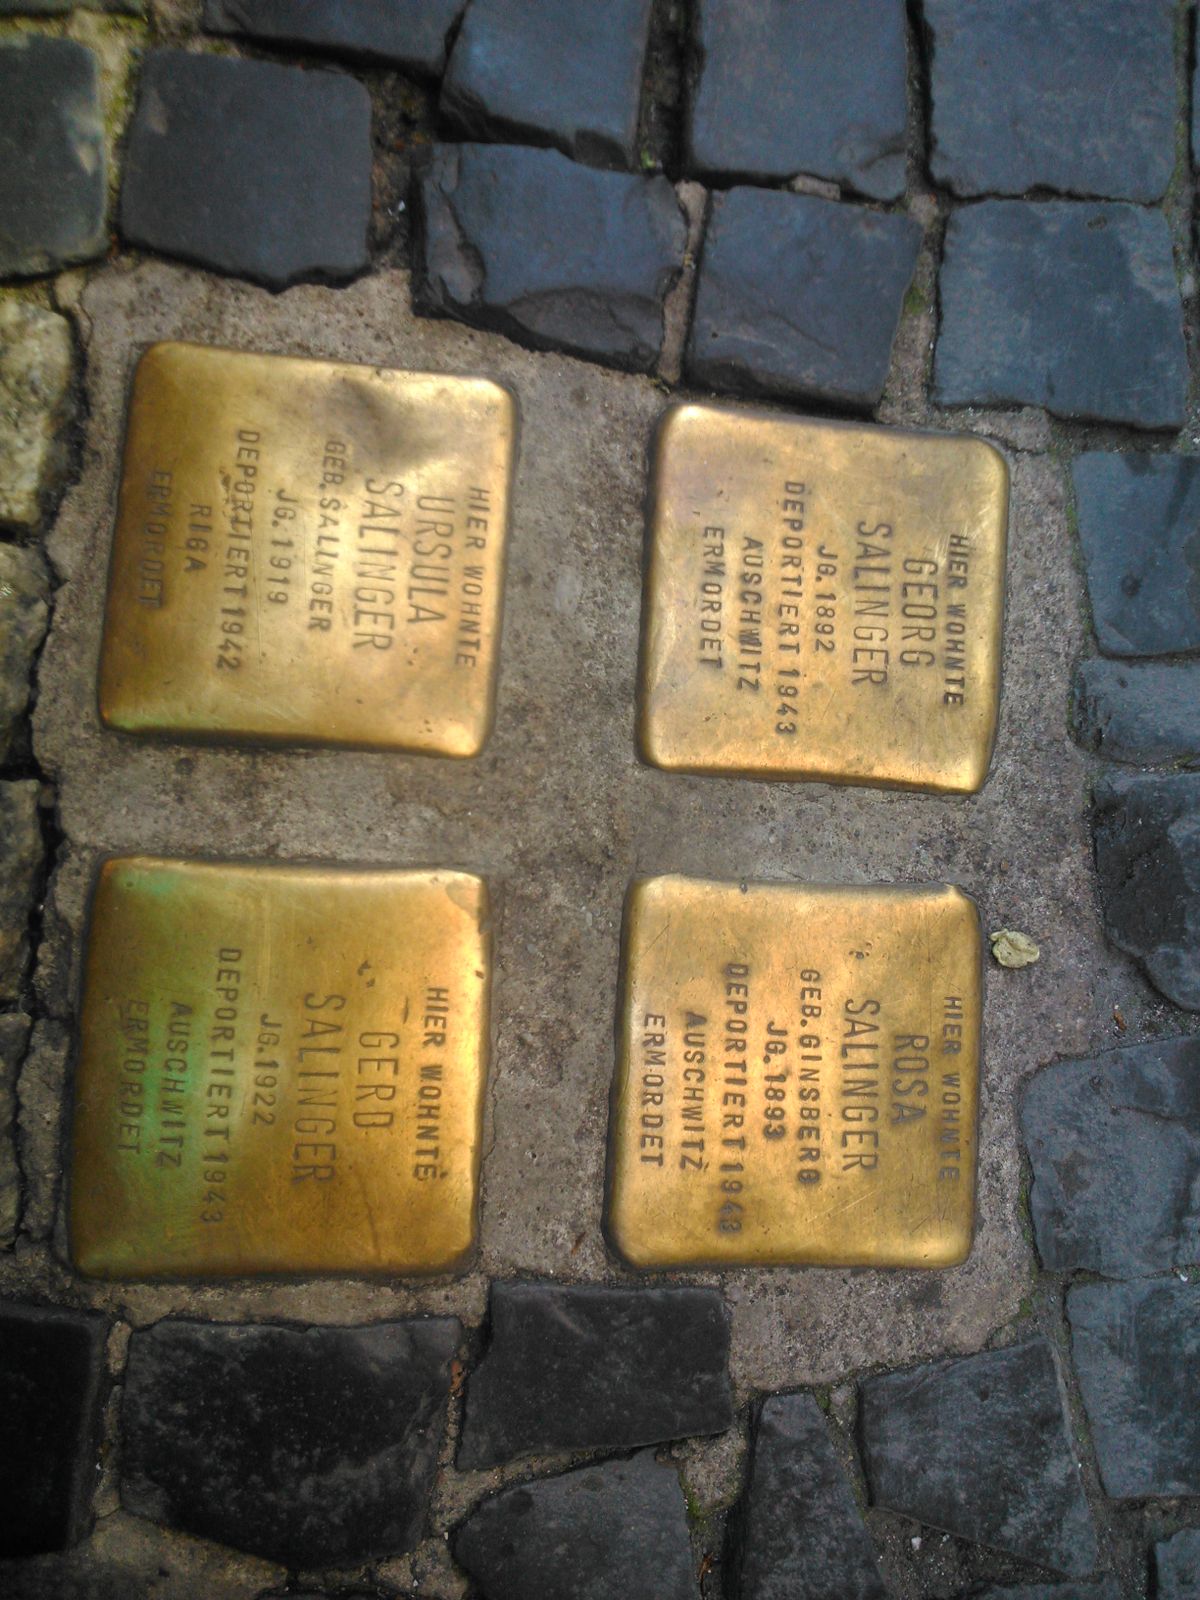 HIER WOHNTE
GEORG
SALINGER
JG. 1892
DEPORTIERT 1943
AUSCHWITZ
ERMORDET
HIER WOHNTE
ROSA
SALINGER
GEB. GINSBERG
JG. 1893
DEPORTIERT 1943
AUSCHWITZ
ERMORDET
HIER WOHNTE
URSULA
SALINGER
GEB. SALINGER
JG. 1919
DEPORTIERT 1942
RIGA
ERMORDET
HIER WOHNTE
GERD
SALINGER
JG. 1922
DEPORTIERT 1943
AUSCHWITZ
ERMORDET